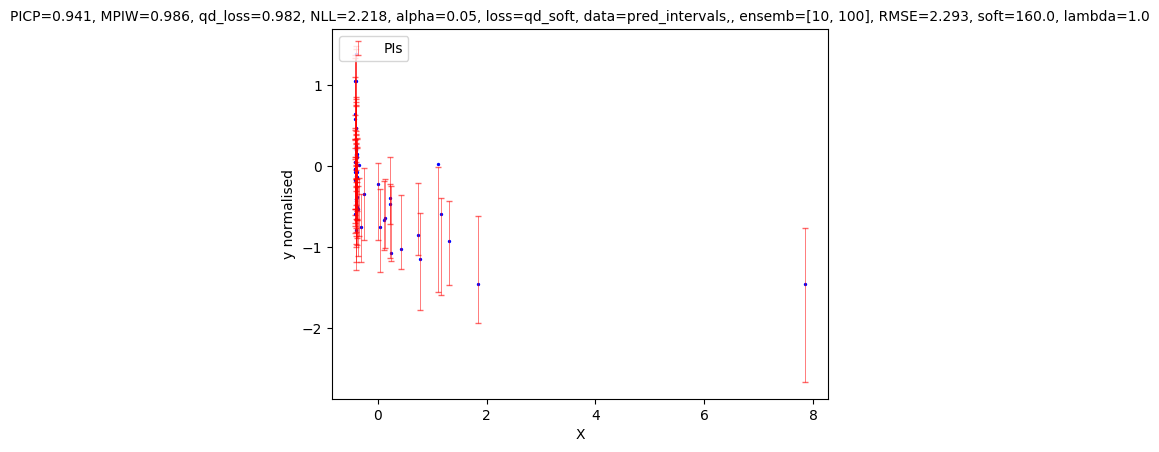 PICP=0.941, MPIW=0.986, qd_loss=0.982, NLL=2.218, alpha=0.05, loss=qd_soft, data=pred_intervals,, ensemb=[10, 100], RMSE=2.293, soft=160.0, lambda=1.0
PIs
1
0
−1
−2
y normalised
0 2 4 6 8
X